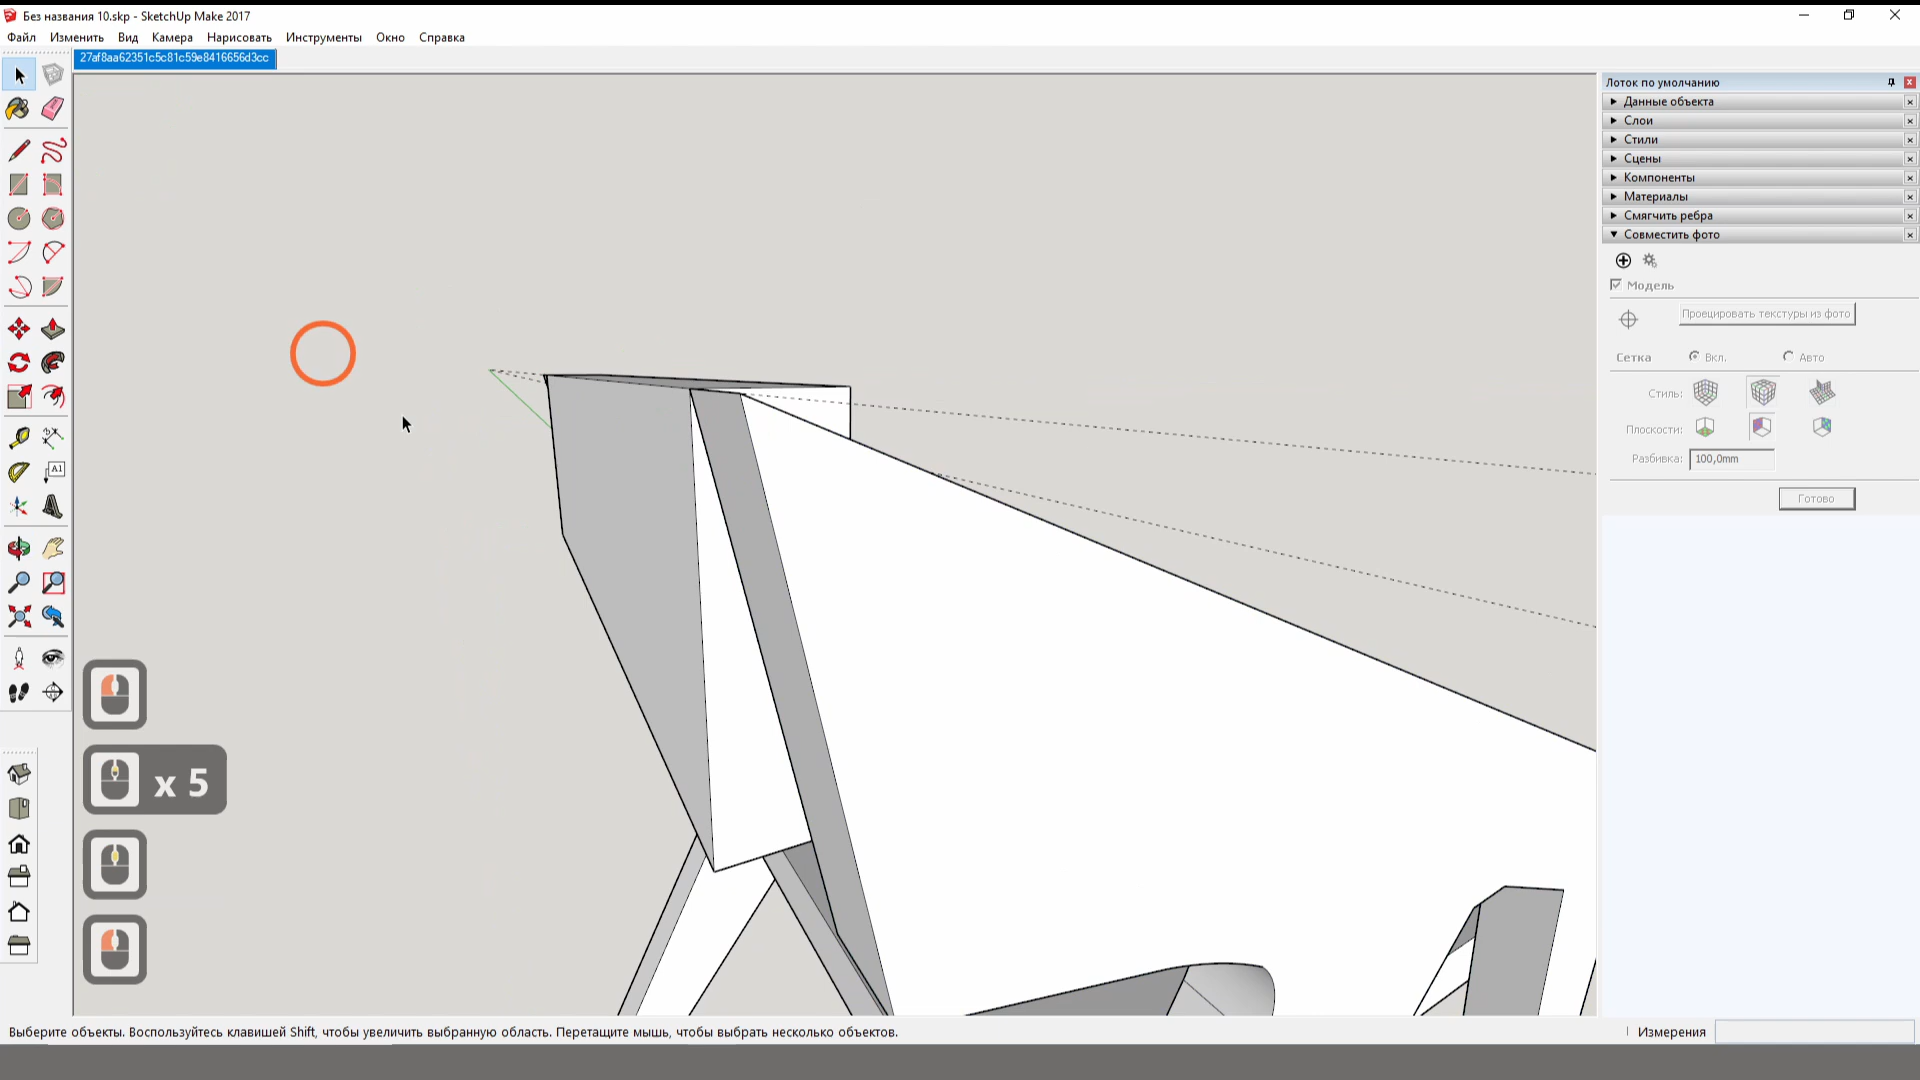 Без названия 10.skp - SketchUp Make 2017
Файл Изменить Вид Камера Нарисовать Инструменты Окно Справка
27af8aa62351c5c81c59e8416656d3cc
Лоток по умолчанию
Данные объекта
Слои
Стили
Сцены
Компоненты
Материалы
Смягчить ребра
Совместить фото
Модель
Проецировать текстуры из фото
Сетка Вкл. Авто
Стиль:
Плоскости:
Разбивка: 100,0mm
Готово
A1
x 5
Выберите объекты. Воспользуйтесь клавишей Shift, чтобы увеличить выбранную область. Перетащите мышь, чтобы выбрать несколько объектов.
Измерения